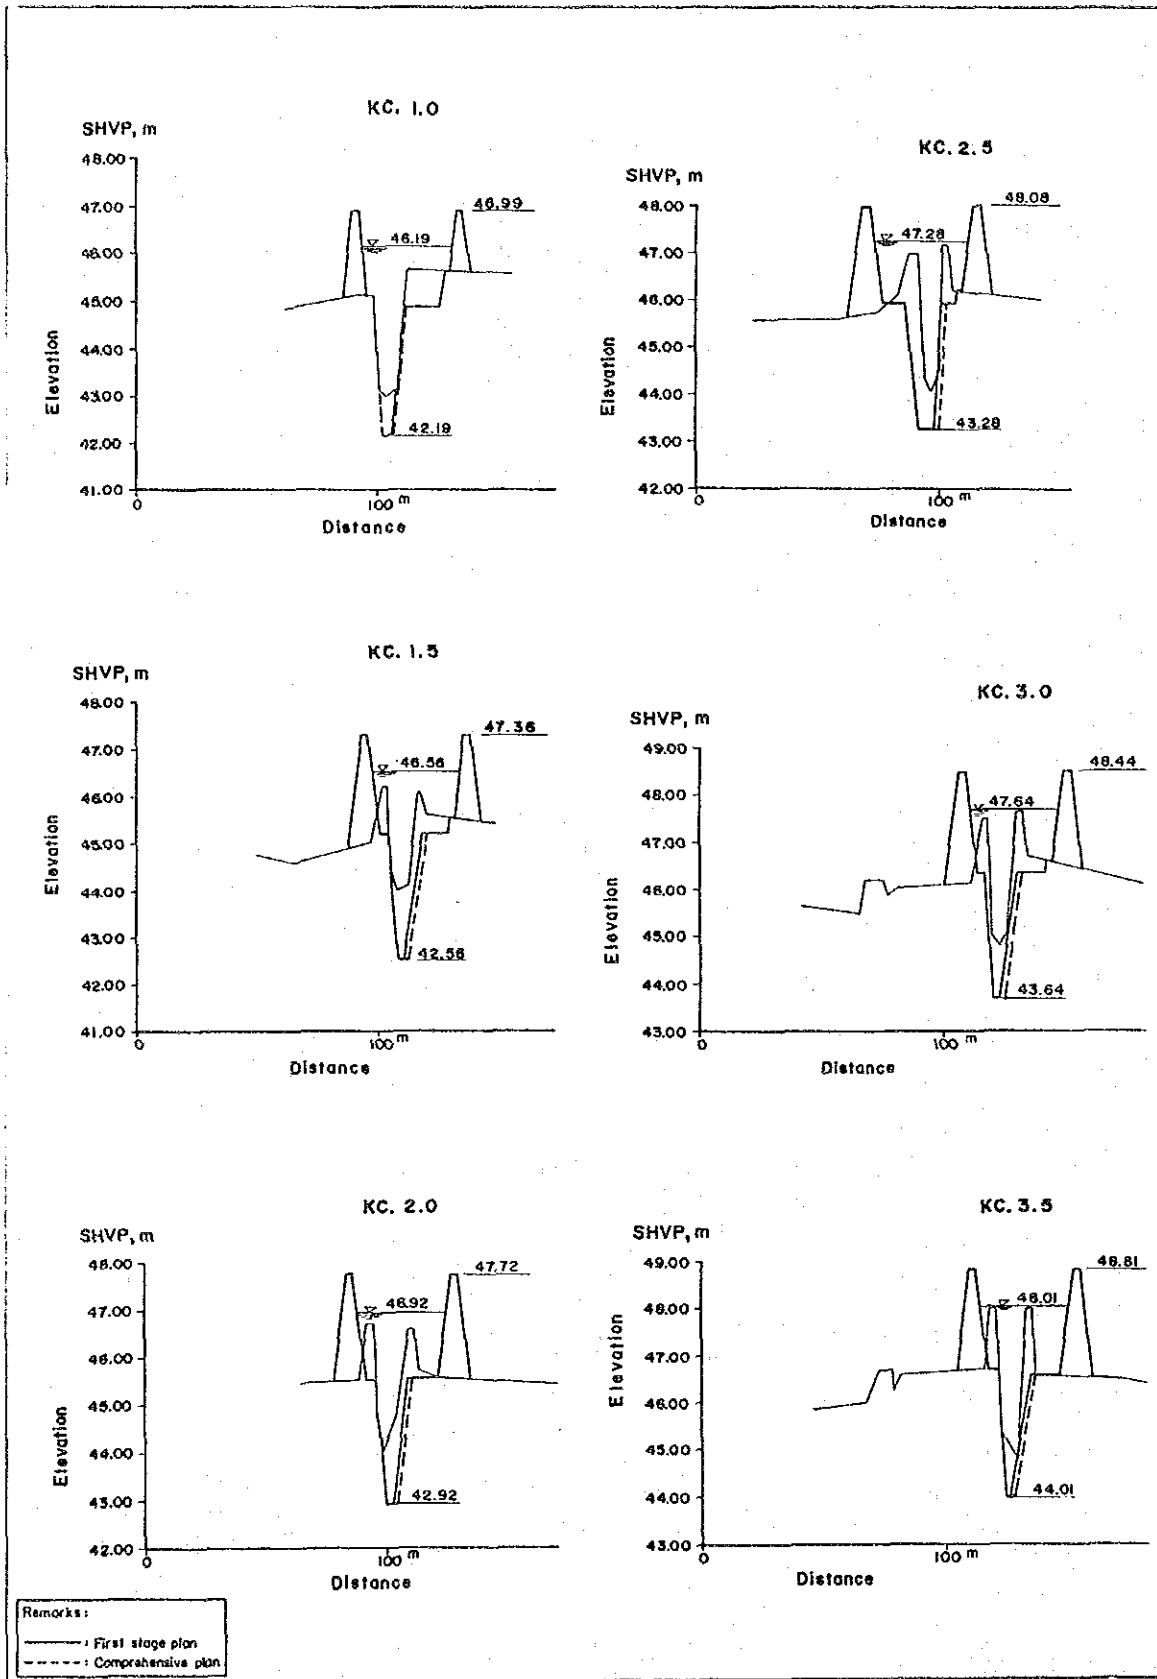 KC. 1.0
SHVP, m
48.00
47.00
46.00
45.00
44.00
43.00
42.00
41.00
Elevation
46.99
46.19
42.19
0
100 m
Distance
KC. 2.5
SHVP, m
48.00
47.00
46.00
45.00
44.00
43.00
42.00
Elevation
48.08
47.28
43.28
0
100 m
Distance
KC. 1.5
SHVP, m
48.00
47.00
46.00
45.00
44.00
43.00
42.00
41.00
Elevation
47.36
46.56
42.56
0
100 m
Distance
KC. 3.0
SHVP, m
49.00
48.00
47.00
46.00
45.00
44.00
43.00
Elevation
48.44
47.64
43.64
0
100 m
Distance
KC. 2.0
SHVP, m
48.00
47.00
46.00
45.00
44.00
43.00
42.00
Elevation
47.72
46.92
42.92
0
100 m
Distance
KC. 3.5
SHVP, m
49.00
48.00
47.00
46.00
45.00
44.00
43.00
Elevation
48.81
48.01
44.01
0
100 m
Distance
Remarks:
: First stage plan
: Comprehensive plan